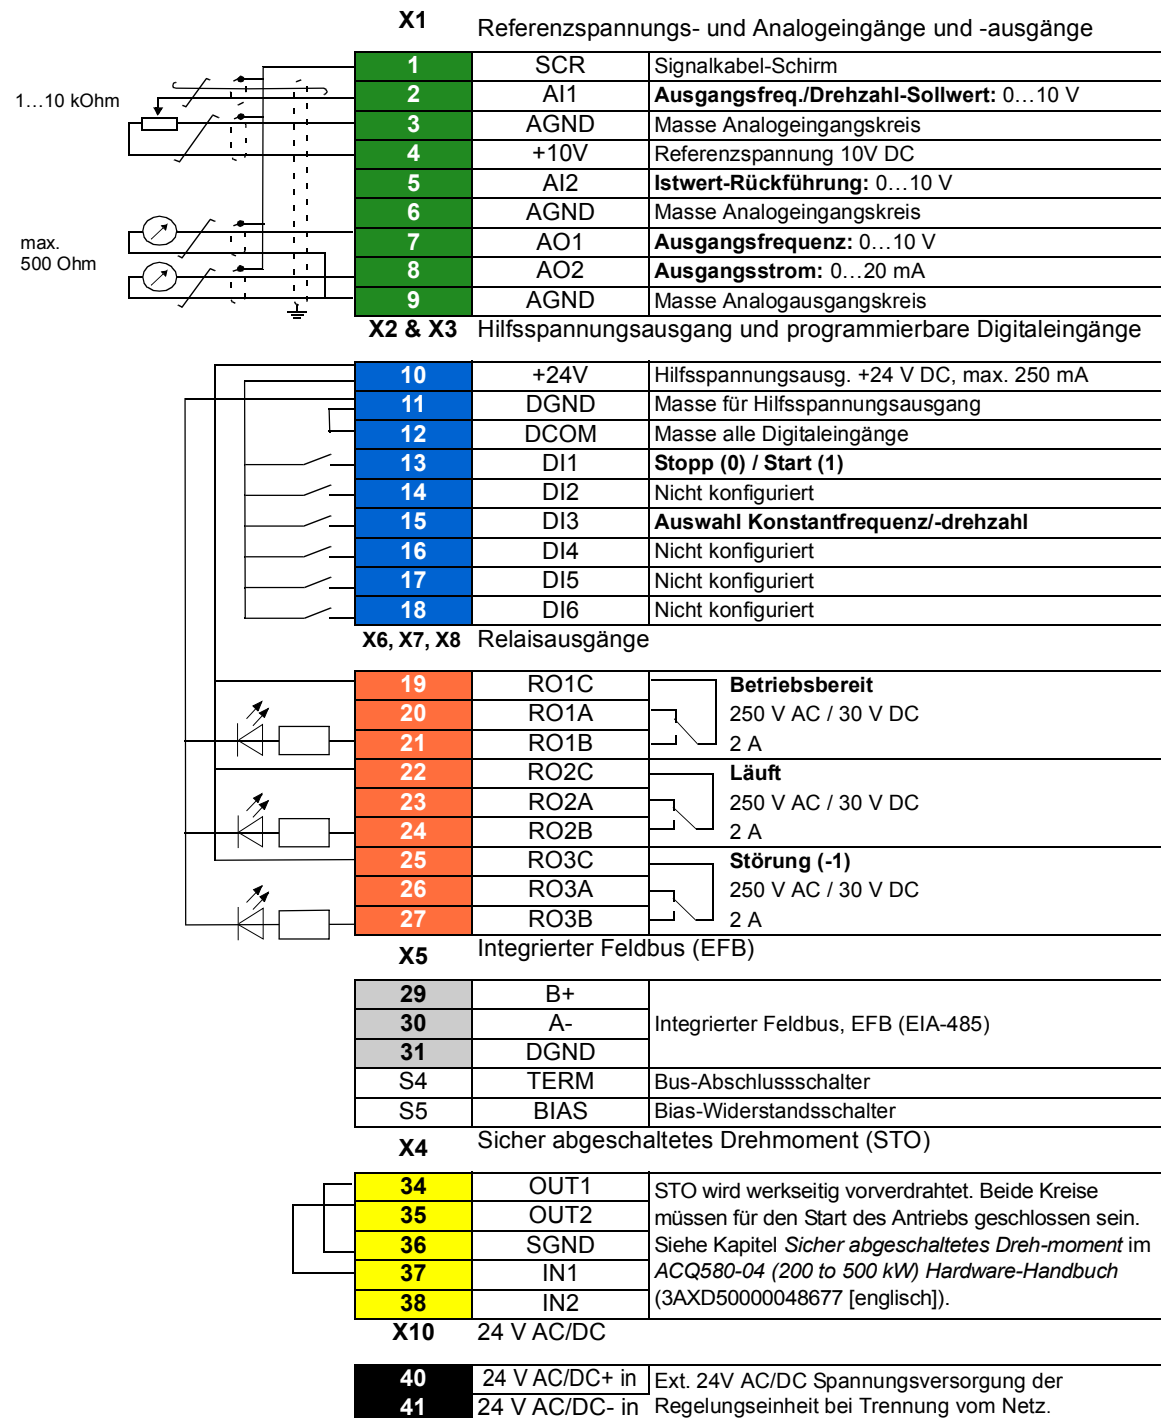 X1 Referenzspannungs- und Analogeingänge und -ausgänge
1 SCR Signalkabel-Schirm
1…10 kOhm
2 AI1 Ausgangsfreq./Drehzahl-Sollwert: 0…10 V
3 AGND Masse Analogeingangskreis
4 +10V Referenzspannung 10V DC
5 AI2 Istwert-Rückführung: 0…10 V
6 AGND Masse Analogeingangskreis
max.
500 Ohm
7 AO1 Ausgangsfrequenz: 0…10 V
8 AO2 Ausgangsstrom: 0…20 mA
9 AGND Masse Analogausgangskreis
X2 & X3 Hilfsspannungsausgang und programmierbare Digitaleingänge
10 +24V Hilfsspannungsausg. +24 V DC, max. 250 mA
11 DGND Masse für Hilfsspannungsausgang
12 DCOM Masse alle Digitaleingänge
13 DI1 Stopp (0) / Start (1)
14 DI2 Nicht konfiguriert
15 DI3 Auswahl Konstantfrequenz/-drehzahl
16 DI4 Nicht konfiguriert
17 DI5 Nicht konfiguriert
18 DI6 Nicht konfiguriert
X6, X7, X8 Relaisausgänge
19 RO1C Betriebsbereit
20 RO1A 250 V AC / 30 V DC
21 RO1B 2 A
22 RO2C Läuft
23 RO2A 250 V AC / 30 V DC
24 RO2B 2 A
25 RO3C Störung (-1)
26 RO3A 250 V AC / 30 V DC
27 RO3B 2 A
X5 Integrierter Feldbus (EFB)
29 B+
30 A- Integrierter Feldbus, EFB (EIA-485)
31 DGND
S4 TERM Bus-Abschlussschalter
S5 BIAS Bias-Widerstandsschalter
X4 Sicher abgeschaltetes Drehmoment (STO)
34 OUT1 STO wird werkseitig vorverdrahtet. Beide Kreise
35 OUT2 müssen für den Start des Antriebs geschlossen sein.
36 SGND Siehe Kapitel Sicher abgeschaltetes Dreh-moment im
37 IN1 ACQ580-04 (200 to 500 kW) Hardware-Handbuch
38 IN2 (3AXD50000048677 [englisch]).
X10 24 V AC/DC
40 24 V AC/DC+ in Ext. 24V AC/DC Spannungsversorgung der
41 24 V AC/DC- in Regelungseinheit bei Trennung vom Netz.